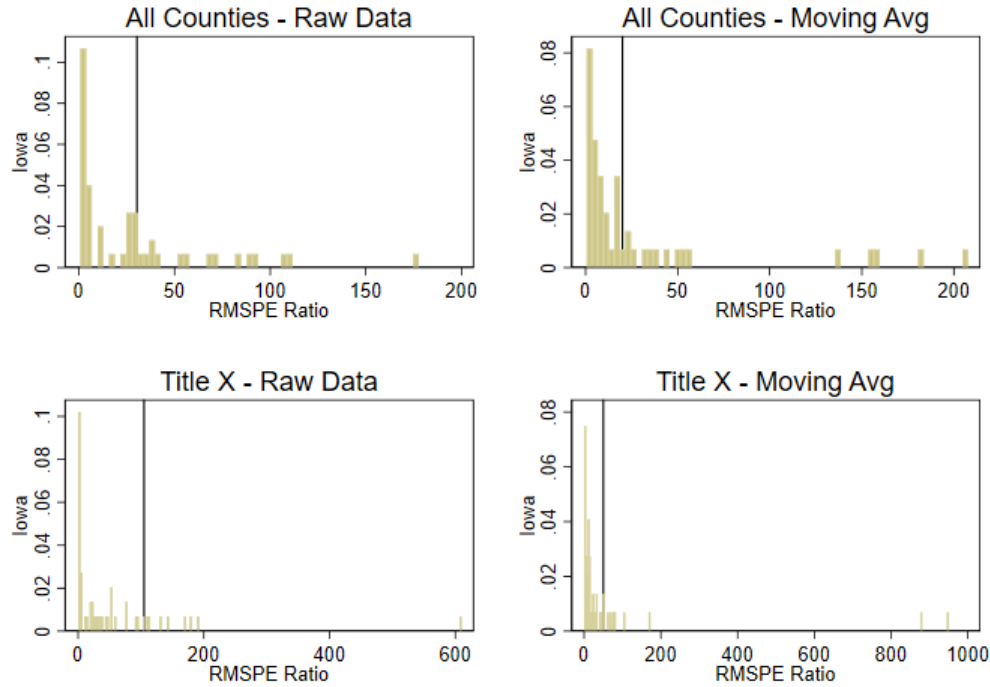 All Counties - Raw Data
Iowa
0 .02 .04 .06 .08 .1
0 50 100 150 200
RMSPE Ratio
All Counties - Moving Avg
Iowa
0 .02 .04 .06 .08
0 50 100 150 200
RMSPE Ratio
Title X - Raw Data
Iowa
0 .02 .04 .06 .08 .1
0 200 400 600
RMSPE Ratio
Title X - Moving Avg
Iowa
0 .02 .04 .06 .08
0 200 400 600 800 1000
RMSPE Ratio